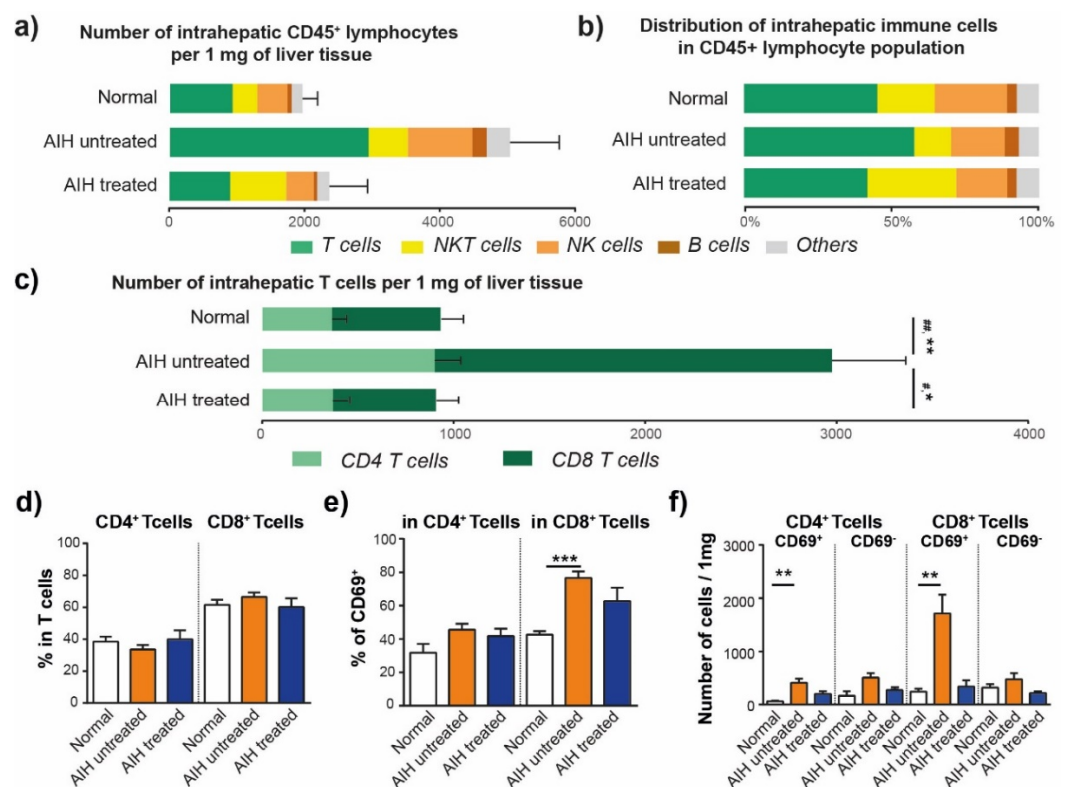 a)
Number of intrahepatic CD45+ lymphocytes
per 1 mg of liver tissue
Normal
AIH untreated
AIH treated
0 2000 4000 6000
b)
Distribution of intrahepatic immune cells
in CD45+ lymphocyte population
Normal
AIH untreated
AIH treated
0% 50% 100%
T cells NKT cells NK cells B cells Others
c)
Number of intrahepatic T cells per 1 mg of liver tissue
Normal
AIH untreated
AIH treated
##,**
#,*
0 1000 2000 3000 4000
CD4 T cells CD8 T cells
d)
CD4+ Tcells CD8+ Tcells
% in T cells
100
80
60
40
20
0
Normal
AIH untreated
AIH treated
Normal
AIH untreated
AIH treated
e)
in CD4+ Tcells in CD8+ Tcells
% of CD69+
100
80
60
40
20
0
***
Normal
AIH untreated
AIH treated
Normal
AIH untreated
AIH treated
f)
CD4+ Tcells CD8+ Tcells
CD69+ CD69- CD69+ CD69-
Number of cells / 1mg
3000
2000
1000
0
**
**
Normal
AIH untreated
AIH treated
Normal
AIH untreated
AIH treated
Normal
AIH untreated
AIH treated
Normal
AIH untreated
AIH treated